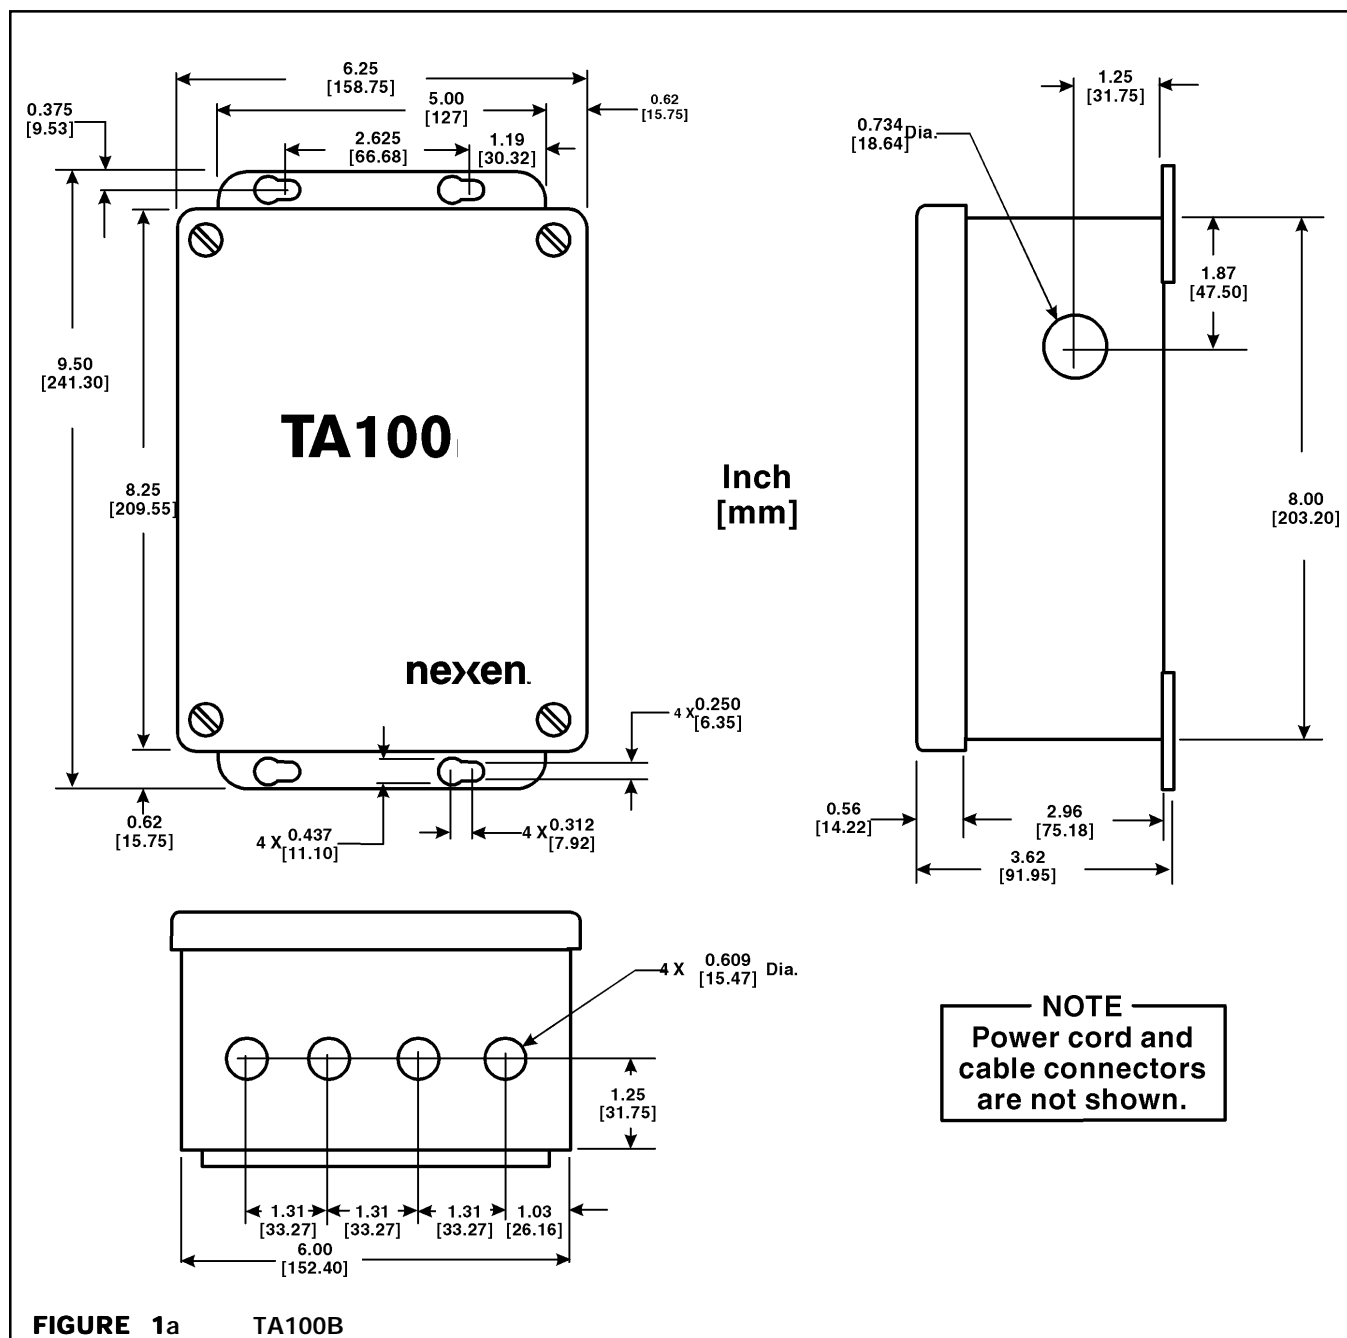 6.25
[158.75]
5.00
[127]
0.62
[15.75]
0.375
[9.53]
2.625
[66.68]
1.19
[30.32]
9.50
[241.30]
8.25
[209.55]
TA100
nexen
4 X 0.250
[6.35]
0.62
[15.75]
4 X 0.437
[11.10]
4 X 0.312
[7.92]
Inch
[mm]
1.25
[31.75]
0.734 Dia.
[18.64]
1.87
[47.50]
8.00
[203.20]
0.56
[14.22]
2.96
[75.18]
3.62
[91.95]
4 X 0.609 Dia.
[15.47]
1.25
[31.75]
1.31 1.31 1.31 1.03
[33.27] [33.27] [33.27] [26.16]
6.00
[152.40]
NOTE
Power cord and
cable connectors
are not shown.
FIGURE 1a TA100B